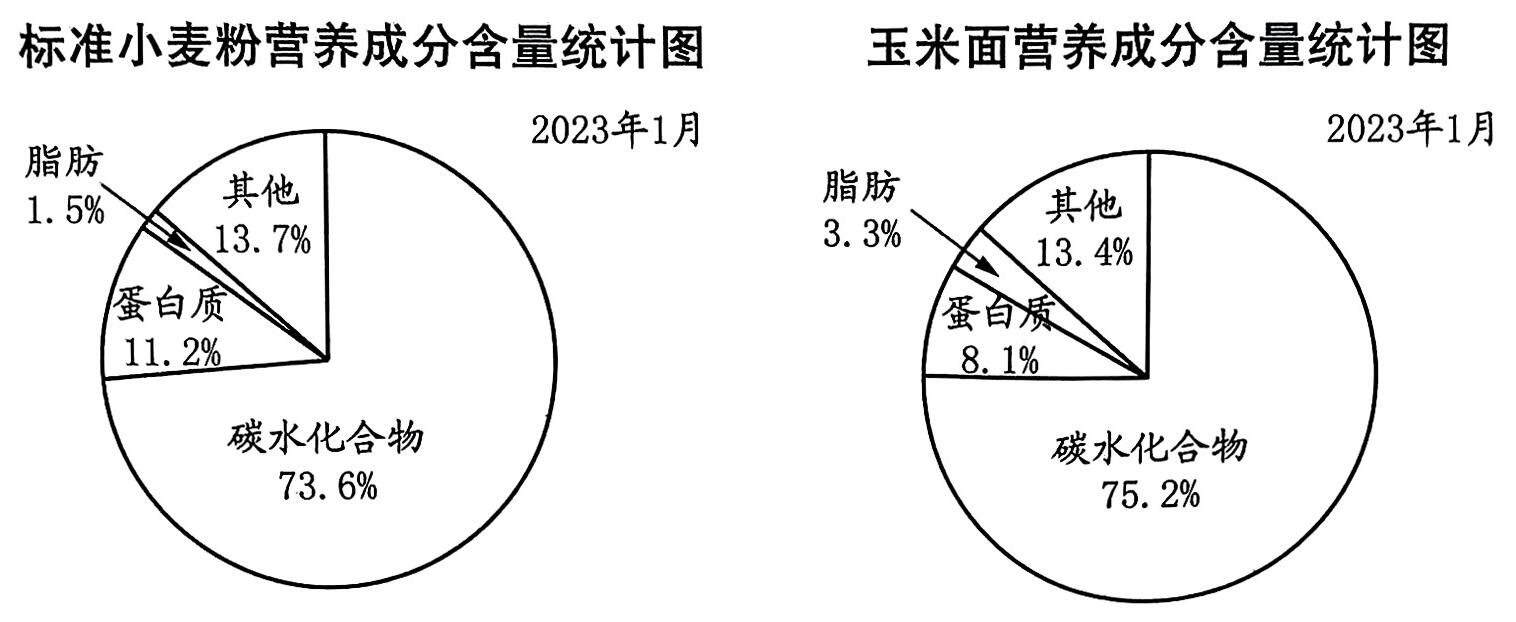 标准小麦粉营养成分含量统计图
2023年1月
脂肪
1.5%
其他
13.7%
蛋白质
11.2%
碳水化合物
73.6%
玉米面营养成分含量统计图
2023年1月
脂肪
3.3%
其他
13.4%
蛋白质
8.1%
碳水化合物
75.2%